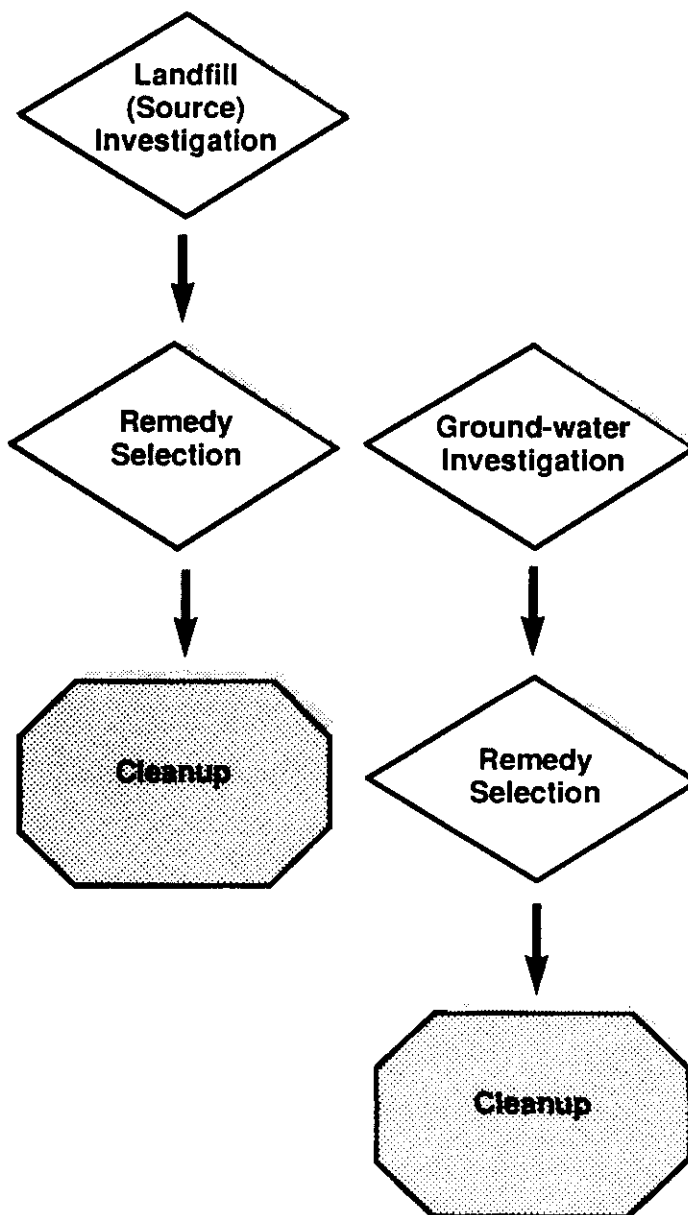 Landfill
(Source)
Investigation
Remedy
Selection
Cleanup
Ground-water
Investigation
Remedy
Selection
Cleanup